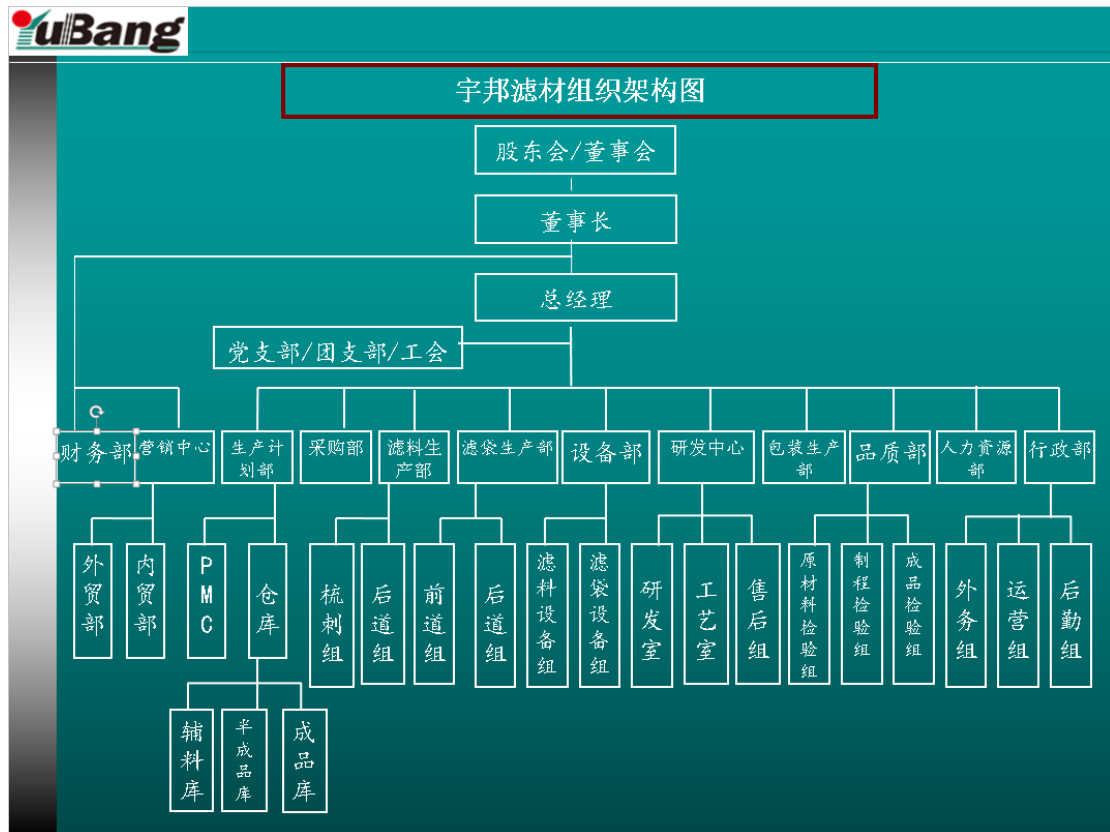 YuBang
宇邦滤材组织架构图
股东会/董事会
董事长
总经理
党支部/团支部/工会
财务部
营销中心
生产计
划部
采购部
滤料生
产部
滤袋生产部
设备部
研发中心
包装生产
部
品质部
人力资源
部
行政部
外贸部
内贸部
PMC
仓库
梳刺组
后道组
前道组
后道组
滤料设备组
滤袋设备组
研发室
工艺室
售后组
原材料检验组
制程检验组
成品检验组
外务组
运营组
后勤组
辅料库
半成品库
成品库